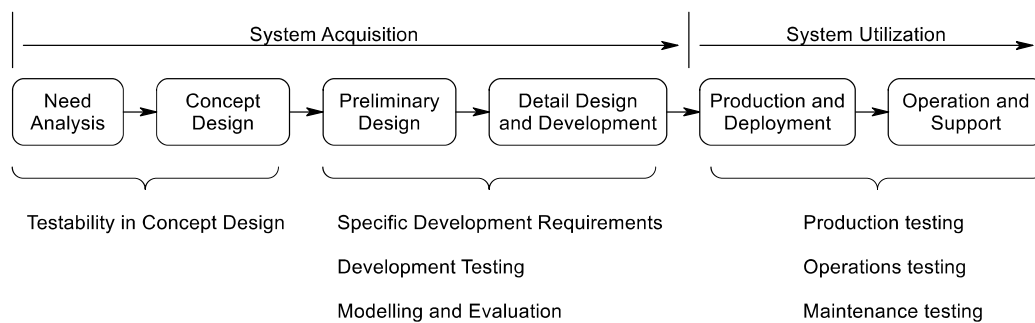 System Acquisition
System Utilization
Need
Analysis
Concept
Design
Preliminary
Design
Detail Design
and Development
Production and
Deployment
Operation and
Support
Testability in Concept Design
Specific Development Requirements
Development Testing
Modelling and Evaluation
Production testing
Operations testing
Maintenance testing